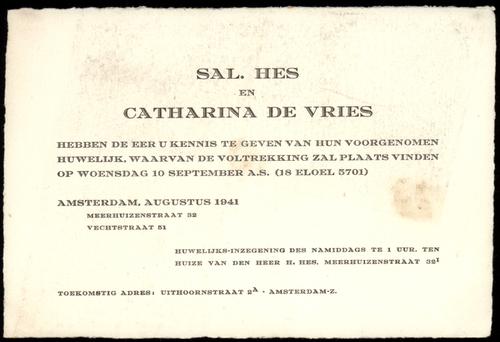 SAL. HES
EN
CATHARINA DE VRIES
HEBBEN DE EER U KENNIS TE GEVEN VAN HUN VOORGENOMEN
HUWELIJK, WAARVAN DE VOLTREKKING ZAL PLAATS VINDEN
OP WOENSDAG 10 SEPTEMBER A.S. (18 ELOEL 5701)
AMSTERDAM, AUGUSTUS 1941
MEERHUIZENSTRAAT 32
VECHTSTRAAT 51
HUWELIJKS-INZEGENING DES NAMIDDAGS TE 1 UUR. TEN
HUIZE VAN DEN HEER H. HES, MEERHUIZENSTRAAT 32I
TOEKOMSTIG ADRES: UITHOORNSTRAAT 2A - AMSTERDAM-Z.